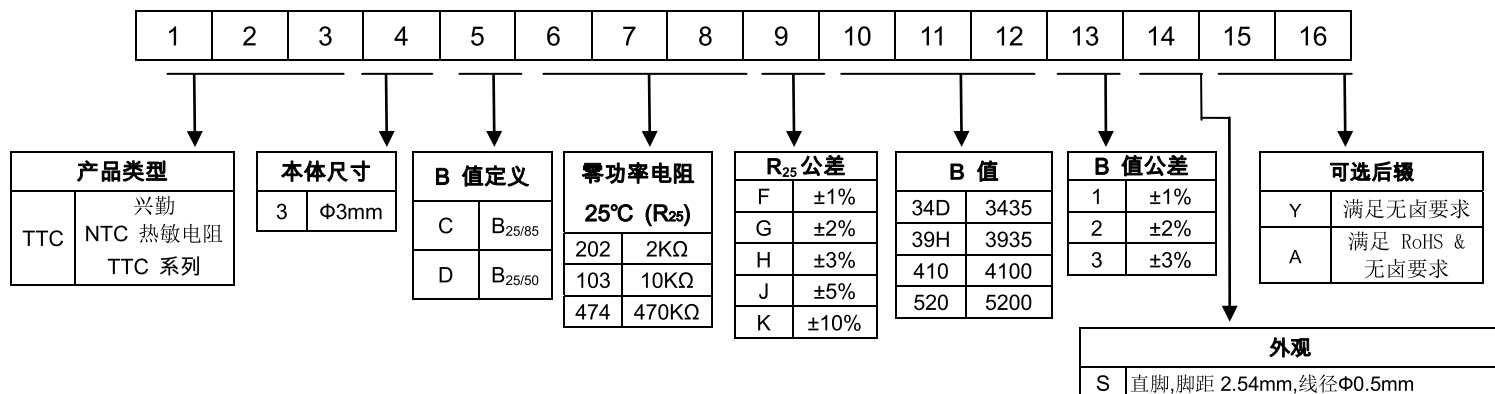 1 2 3 4 5 6 7 8 9 10 11 12 13 14 15 16
产品类型
TTC
兴勤
NTC 热敏电阻
TTC 系列
本体尺寸
3 Φ3mm
B 值定义
C B25/85
D B25/50
零功率电阻
25℃ (R25)
202 2KΩ
103 10KΩ
474 470KΩ
R25公差
F ±1%
G ±2%
H ±3%
J ±5%
K ±10%
B 值
34D 3435
39H 3935
410 4100
520 5200
B 值公差
1 ±1%
2 ±2%
3 ±3%
可选后辍
Y 满足无卤要求
A 满足 RoHS &
无卤要求
外观
S 直脚,脚距 2.54mm,线径Φ0.5mm